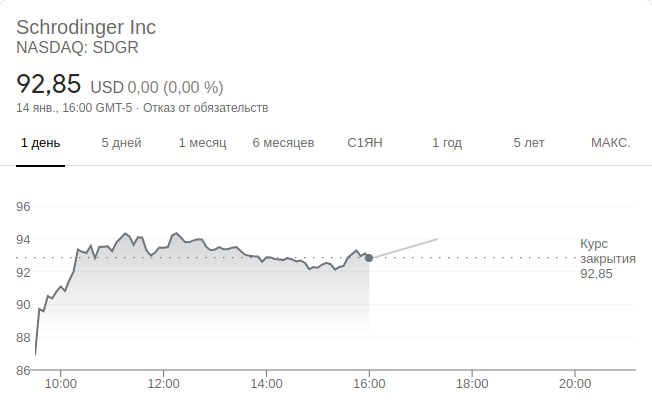 Schrodinger Inc
NASDAQ: SDGR
92,85 USD 0,00 (0,00 %)
14 янв., 16:00 GMT-5 · Отказ от обязательств
1 день 5 дней 1 месяц 6 месяцев С1ЯН 1 год 5 лет МАКС.
96
94
92
90
88
86
Курс
закрытия
92,85
10:00 12:00 14:00 16:00 18:00 20:00